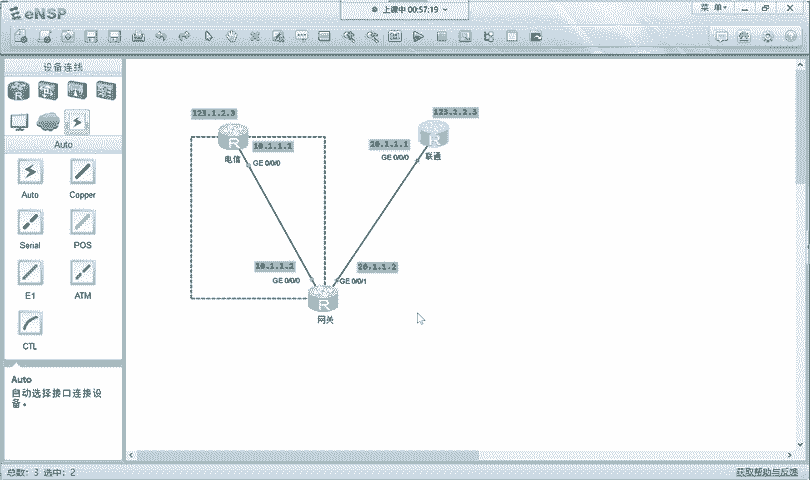 eNSP
上课中 00:57:19
菜 单
设备连线
Auto
Auto
Copper
Serial
POS
E1
ATM
CTL
Auto
自动选择接口连接设
备。
123.1.2.3
10.1.1.1
电信
GE 0/0/0
123.2.2.3
20.1.1.1
GE 0/0/0
联通
10.1.1.2
GE 0/0/0
20.1.1.2
GE 0/0/1
网关
总数: 3 选中: 2
获取帮助与反馈